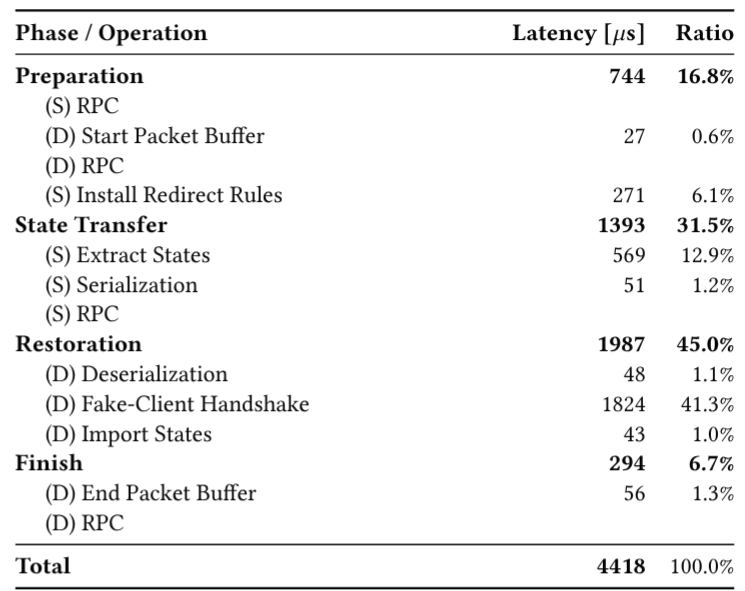 Phase / Operation Latency [μs] Ratio
Preparation 744 16.8%
(S) RPC
(D) Start Packet Buffer 27 0.6%
(D) RPC
(S) Install Redirect Rules 271 6.1%
State Transfer 1393 31.5%
(S) Extract States 569 12.9%
(S) Serialization 51 1.2%
(S) RPC
Restoration 1987 45.0%
(D) Deserialization 48 1.1%
(D) Fake-Client Handshake 1824 41.3%
(D) Import States 43 1.0%
Finish 294 6.7%
(D) End Packet Buffer 56 1.3%
(D) RPC
Total 4418 100.0%